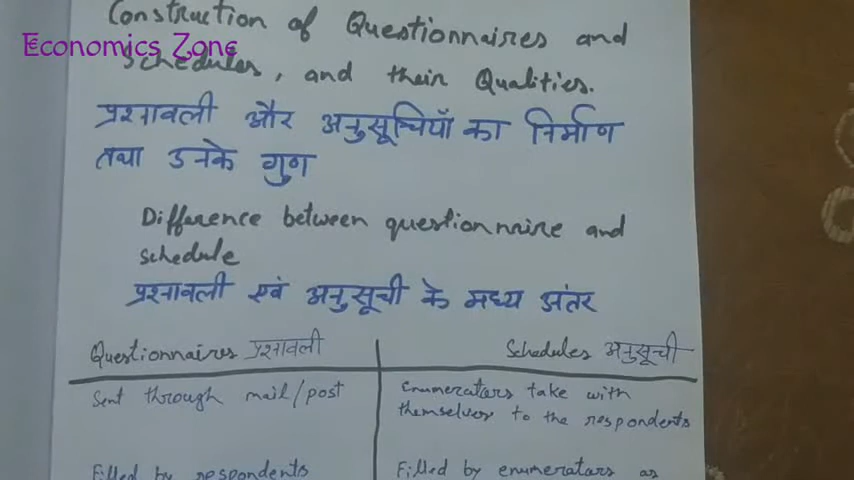 Construction of Questionnaires and
Economics Zone
Schedules, and their Qualities.
प्रश्नावली और अनुसूचियाँ का निर्माण
तथा उनके गुण
Difference between questionnaire and
schedule
प्रश्नावली एवं अनुसूची के मध्य अंतर
Questionnaires प्रश्नावली
Schedules अनुसूची
Sent through mail/post
Enumerators take with
themselves to the respondents
Filled by respondents
Filled by enumerators as